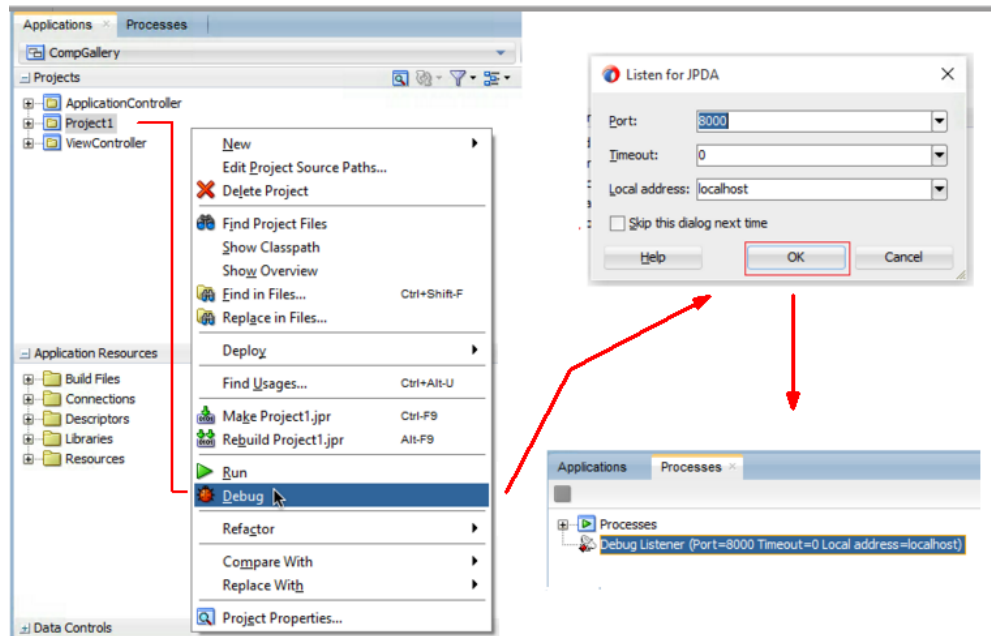 Applications Processes
CompGallery
Projects
ApplicationController
Project1
ViewController
New
Edit Project Source Paths...
Delete Project
Find Project Files
Show Classpath
Show Overview
Find in Files... Ctrl+Shift-F
Replace in Files...
Deploy
Find Usages... Ctrl+Alt-U
Make Project1.jpr Ctrl-F9
Rebuild Project1.jpr Alt-F9
Run
Debug
Refactor
Compare With
Replace With
Project Properties...
Application Resources
Build Files
Connections
Descriptors
Libraries
Resources
Data Controls
Listen for JPDA
Port: 8000
Timeout: 0
Local address: localhost
Skip this dialog next time
Help OK Cancel
Applications Processes
Processes
Debug Listener (Port=8000 Timeout=0 Local address=localhost)